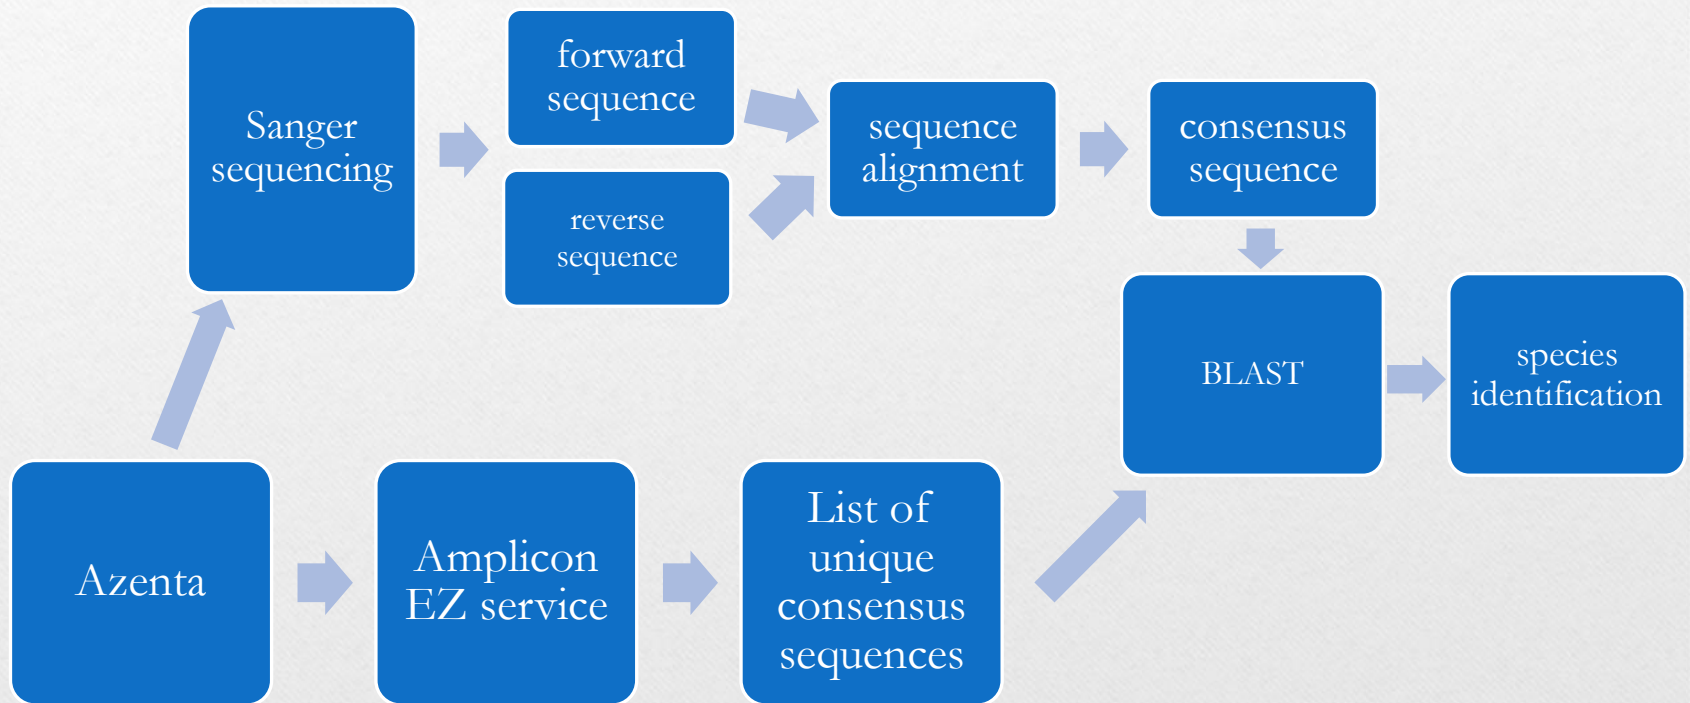 Sanger
sequencing
forward
sequence
reverse
sequence
sequence
alignment
consensus
sequence
BLAST
species
identification
Azenta
Amplicon
EZ service
List of
unique
consensus
sequences